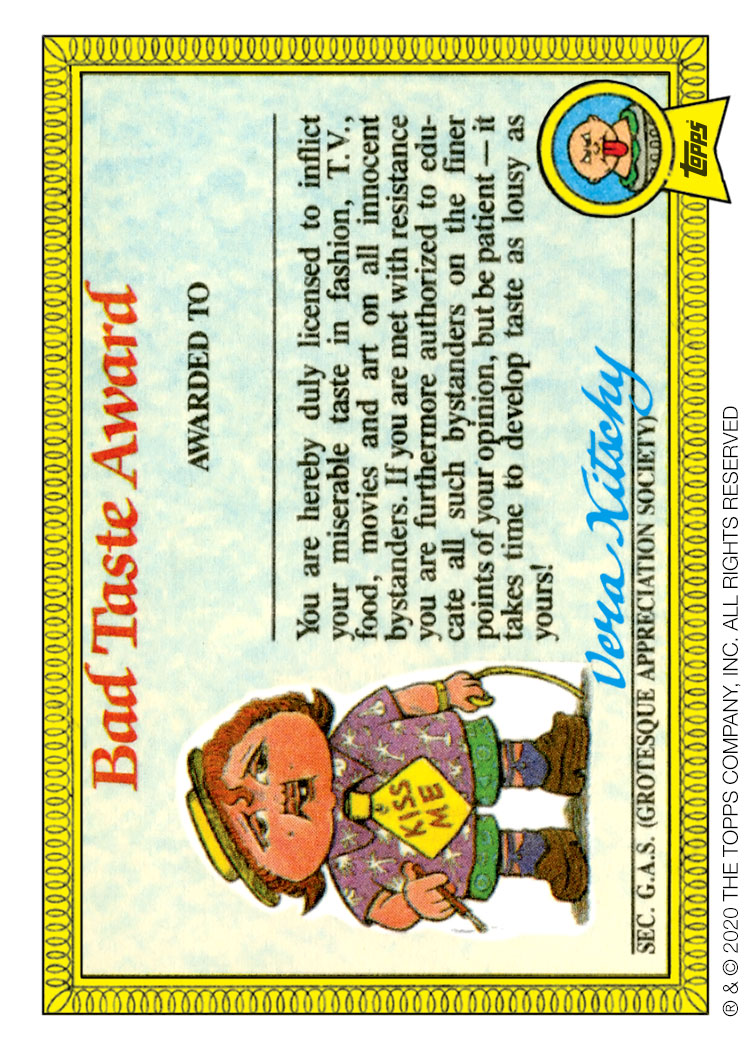 Bad Taste Award
AWARDED TO
You are hereby duly licensed to inflict
your miserable taste in fashion, T.V.,
food, movies and art on all innocent
bystanders. If you are met with resistance
you are furthermore authorized to edu-
cate all such bystanders on the finer
points of your opinion, but be patient — it
takes time to develop taste as lousy as
yours!
KISS
ME
Vera Kitschy
SEC. G.A.S. (GROTESQUE APPRECIATION SOCIETY)
topps
® & © 2020 THE TOPPS COMPANY, INC. ALL RIGHTS RESERVED